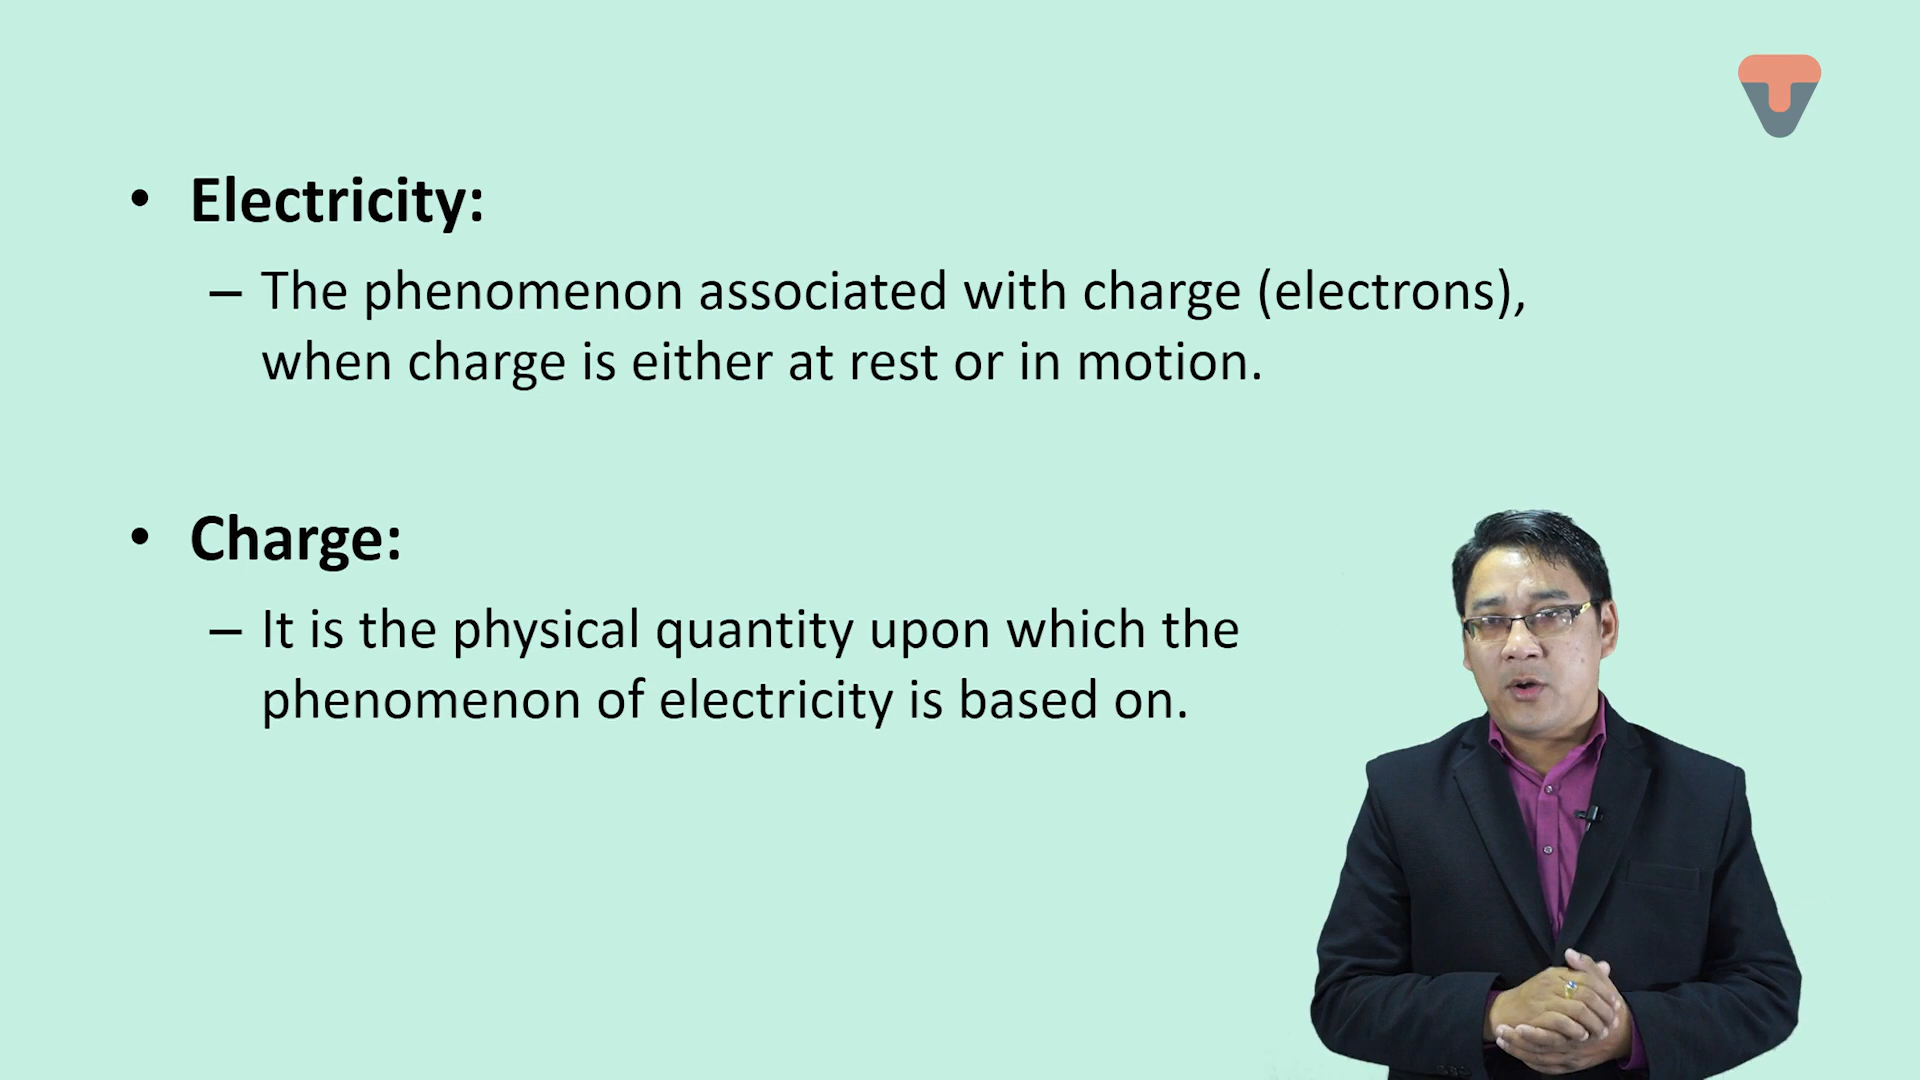 • Electricity:
– The phenomenon associated with charge (electrons),
when charge is either at rest or in motion.
• Charge:
– It is the physical quantity upon which the
phenomenon of electricity is based on.